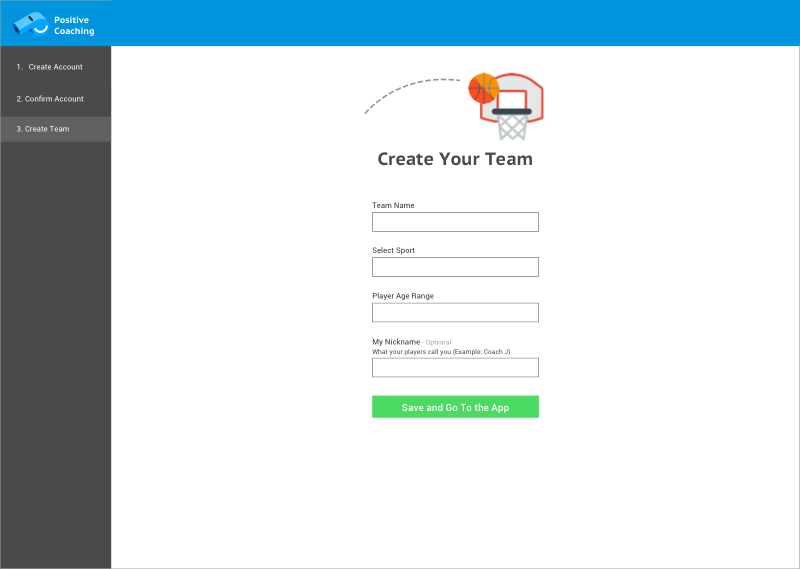 Positive
Coaching
1. Create Account
2. Confirm Account
3. Create Team
Create Your Team
Team Name
Select Sport
Player Age Range
My Nickname - Optional
What your players call you (Example: Coach J)
Save and Go To the App